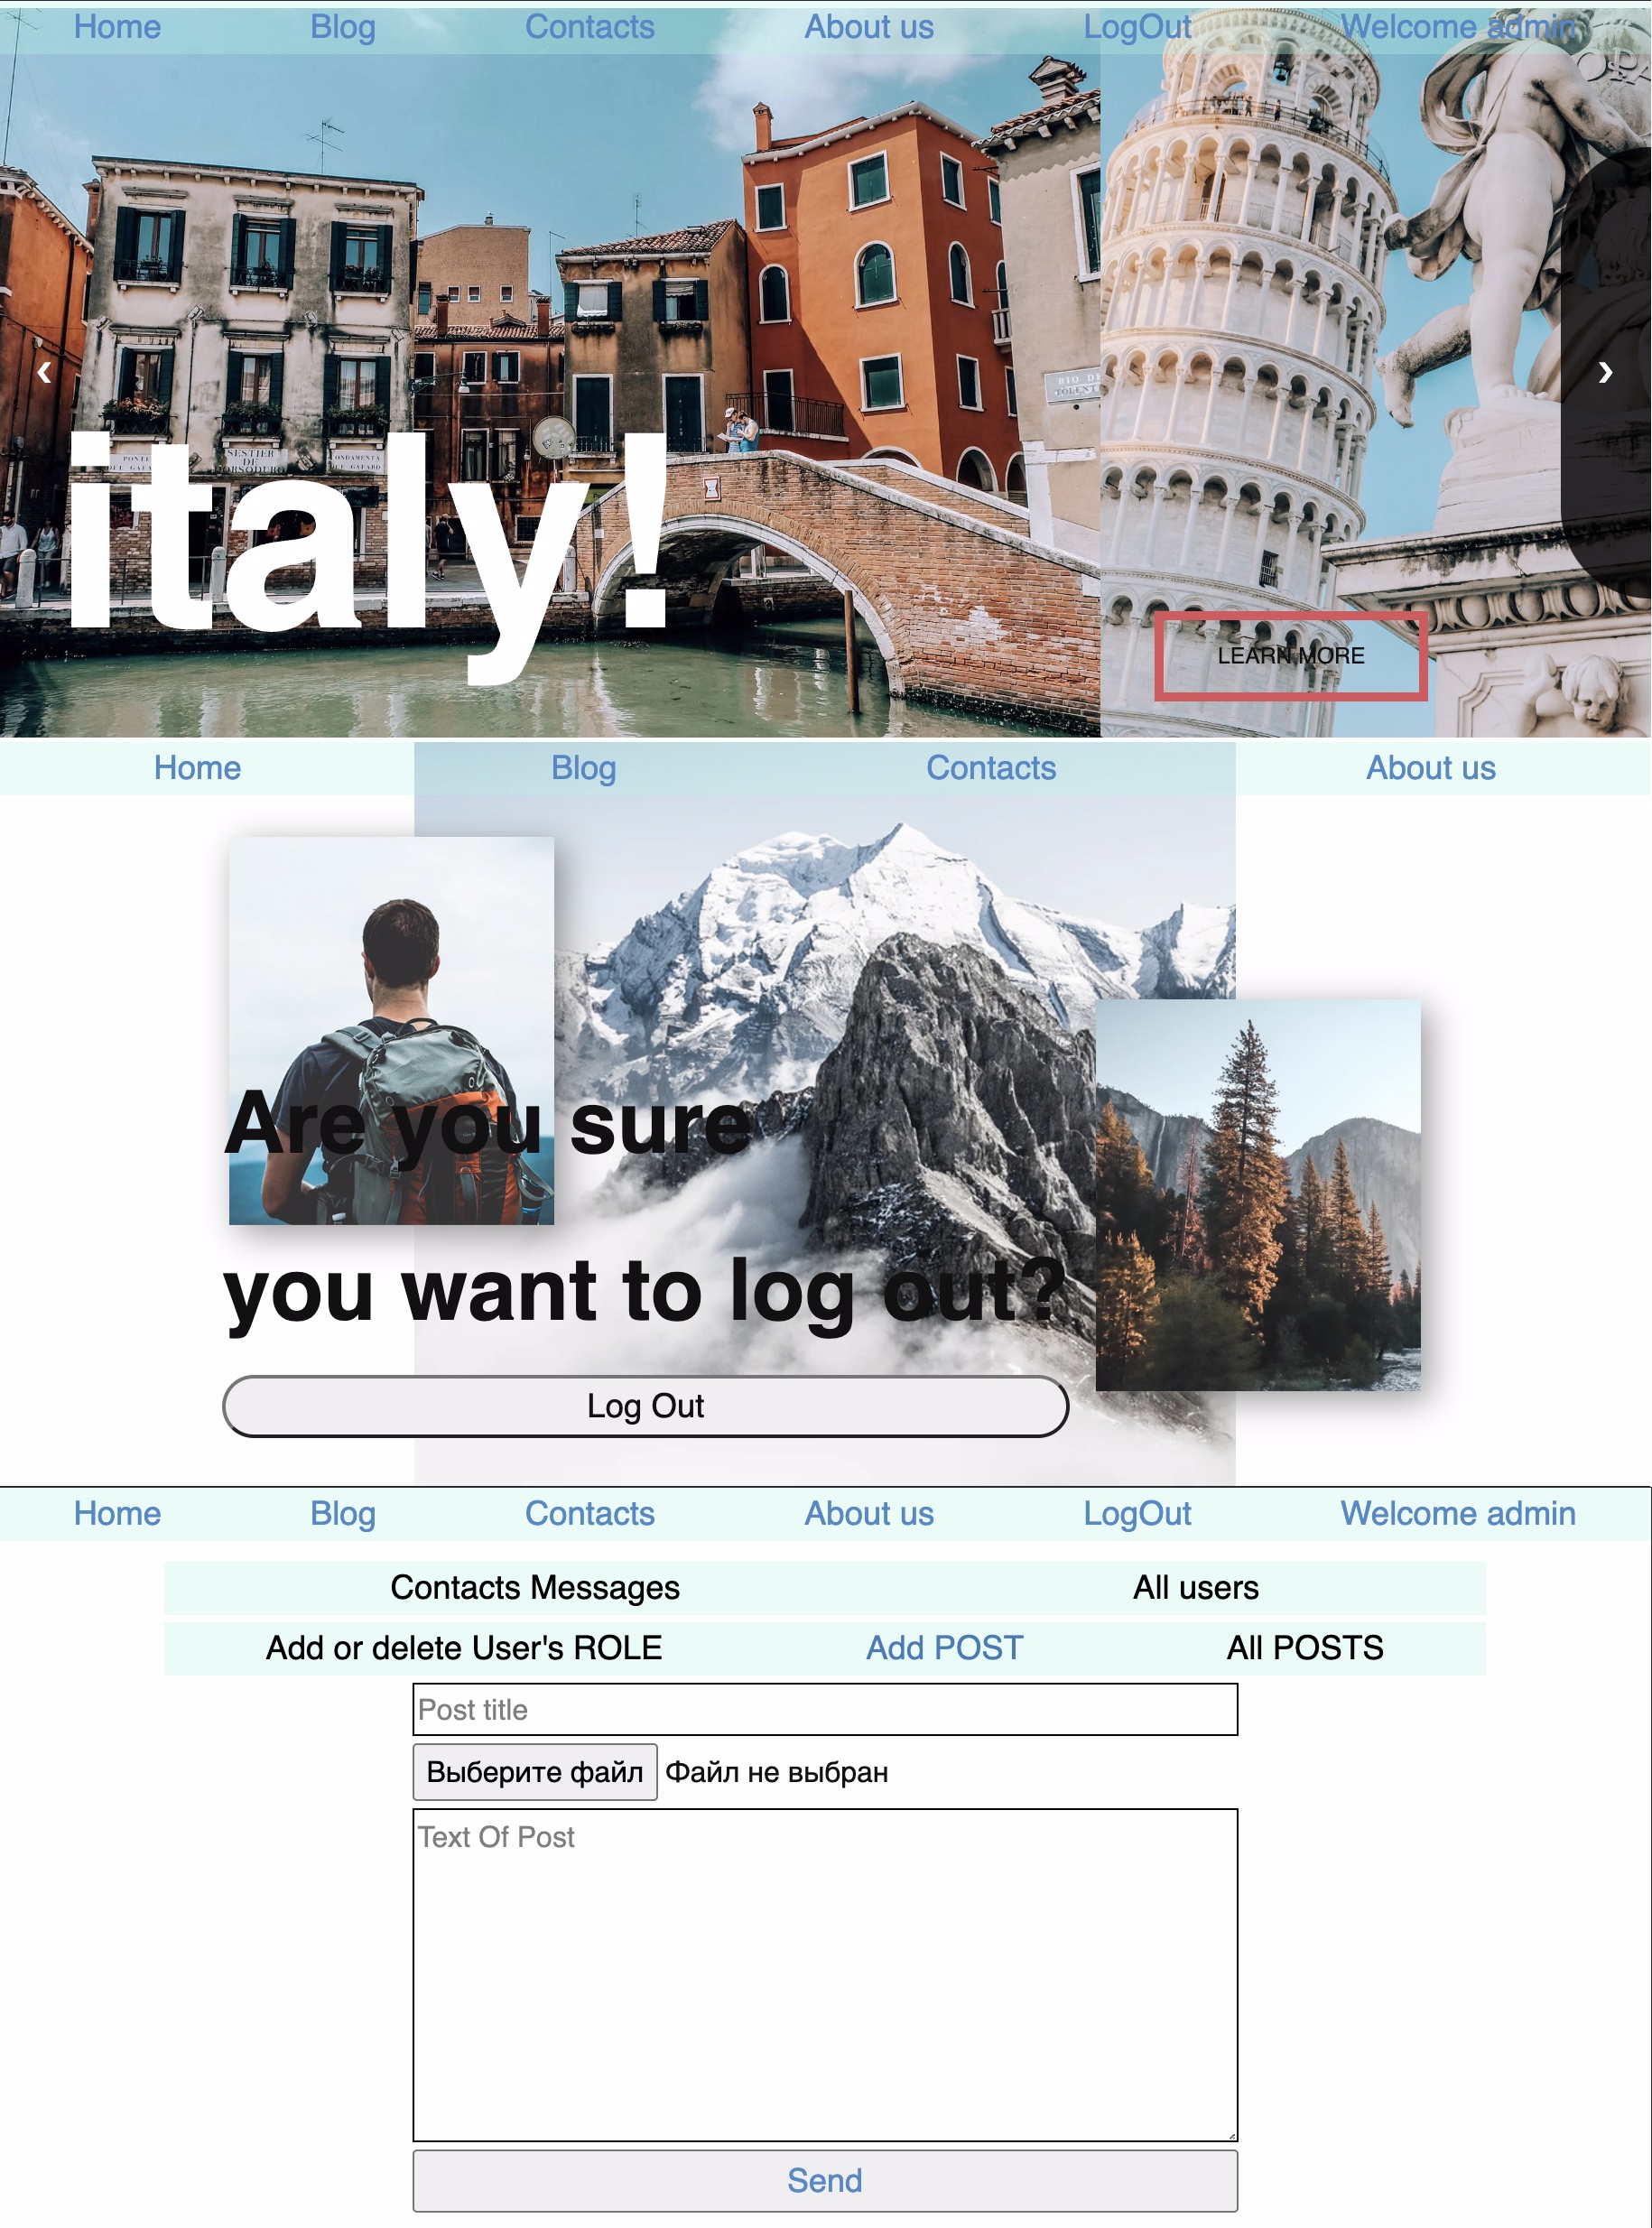 Home Blog Contacts About us LogOut Welcome admin
‹ ›
SESTIER
DE
DORSODURO
italy!
LEARN MORE
Home Blog Contacts About us
Are you sure
you want to log out?
Log Out
Home Blog Contacts About us LogOut Welcome admin
Contacts Messages All users
Add or delete User's ROLE Add POST All POSTS
Post title
Выберите файл Файл не выбран
Text Of Post
Send